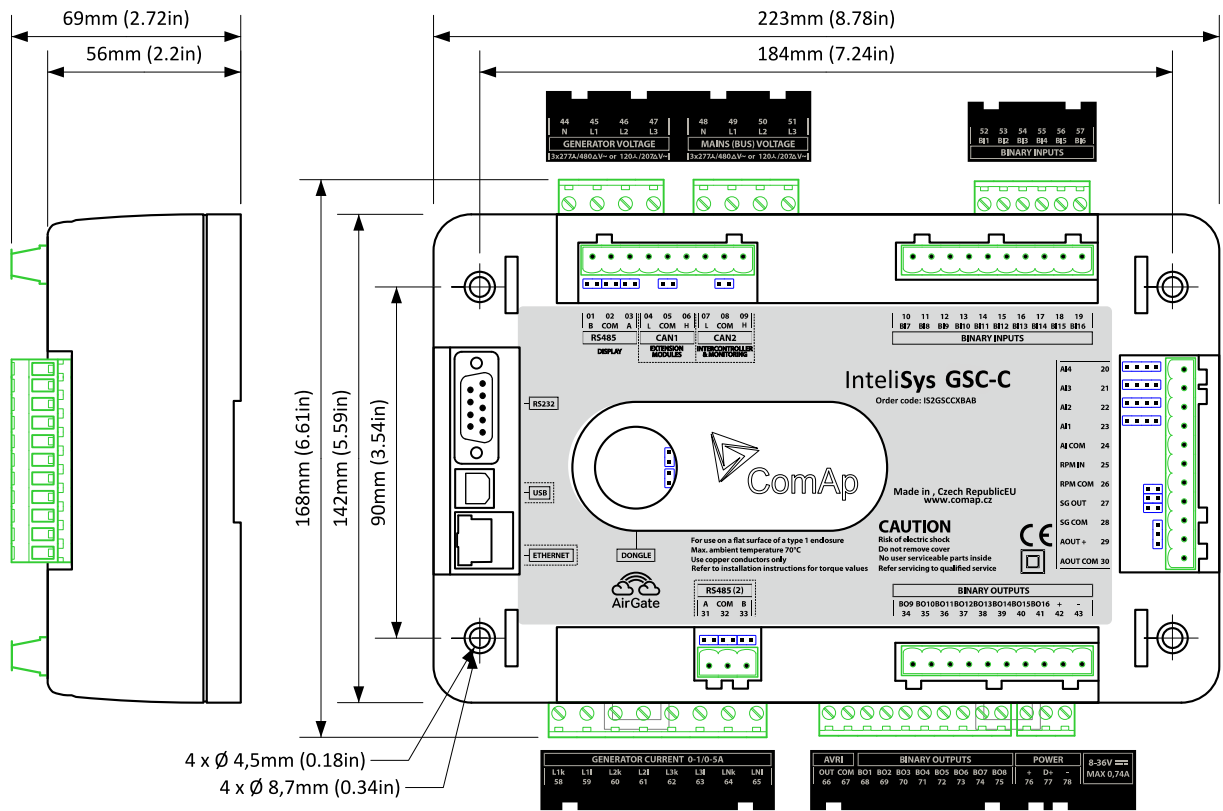 69mm (2.72in)
223mm (8.78in)
56mm (2.2in)
184mm (7.24in)
44 45 46 47
N L1 L2 L3
GENERATOR VOLTAGE
3x277⅄/480∆V~ or 120⅄/207∆V~
48 49 50 51
N L1 L2 L3
MAINS (BUS) VOLTAGE
3x277⅄/480∆V~ or 120⅄/207∆V~
52 53 54 55 56 57
BI1 BI2 BI3 BI4 BI5 BI6
BINARY INPUTS
168mm (6.61in)
142mm (5.59in)
90mm (3.54in)
01 02 03 04 05 06 07 08 09
B COM A L COM H L COM H
RS485 CAN1 CAN2
DISPLAY
EXTENSION
MODULES
INTERCONTROLLER
& MONITORING
10 11 12 13 14 15 16 17 18 19
BI7 BI8 BI9 BI10 BI11 BI12 BI13 BI14 BI15 BI16
BINARY INPUTS
InteliSys GSC-C
Order code: IS2GSCCXBAB
AI4 20
AI3 21
AI2 22
AI1 23
AI COM 24
RPM IN 25
RPM COM 26
SG OUT 27
SG COM 28
AOUT + 29
AOUT COM 30
RS232
USB
ETHERNET
DONGLE
ComAp
Made in , Czech RepublicEU
www.comap.cz
For use on a flat surface of a type 1 enclosure
Max. ambient temperature 70°C
Use copper conductors only
Refer to installation instructions for torque values
CAUTION
Risk of electric shock
Do not remove cover
No user serviceable parts inside
Refer servicing to qualified service
CE
AirGate
RS485 (2)
A COM B
31 32 33
BINARY OUTPUTS
BO9 BO10 BO11 BO12 BO13 BO14 BO15 BO16 + -
34 35 36 37 38 39 40 41 42 43
4 x Ø 4,5mm (0.18in)
4 x Ø 8,7mm (0.34in)
GENERATOR CURRENT 0-1/0-5A
L1k L1l L2k L2l L3k L3l LNk LNl
58 59 60 61 62 63 64 65
AVRI BINARY OUTPUTS POWER
OUT COM BO1 BO2 BO3 BO4 BO5 BO6 BO7 BO8 + D+ -
66 67 68 69 70 71 72 73 74 75 76 77 78
8-36V
MAX 0,74A